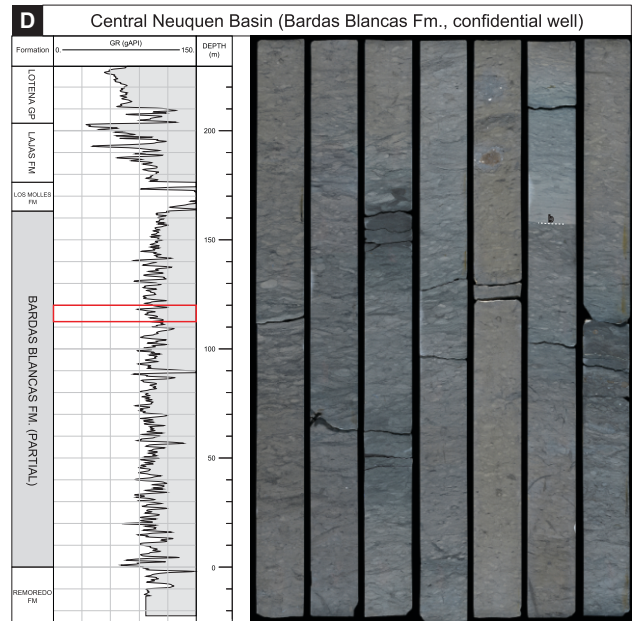 D Central Neuquen Basin (Bardas Blancas Fm., confidential well)
Formation 0. GR (gAPI) 150. DEPTH (m)
LOTENA GP
LAJAS FM
LOS MOLLES FM
BARDAS BLANCAS FM. (PARTIAL)
REMOREDO FM
200
150
100
50
0
b